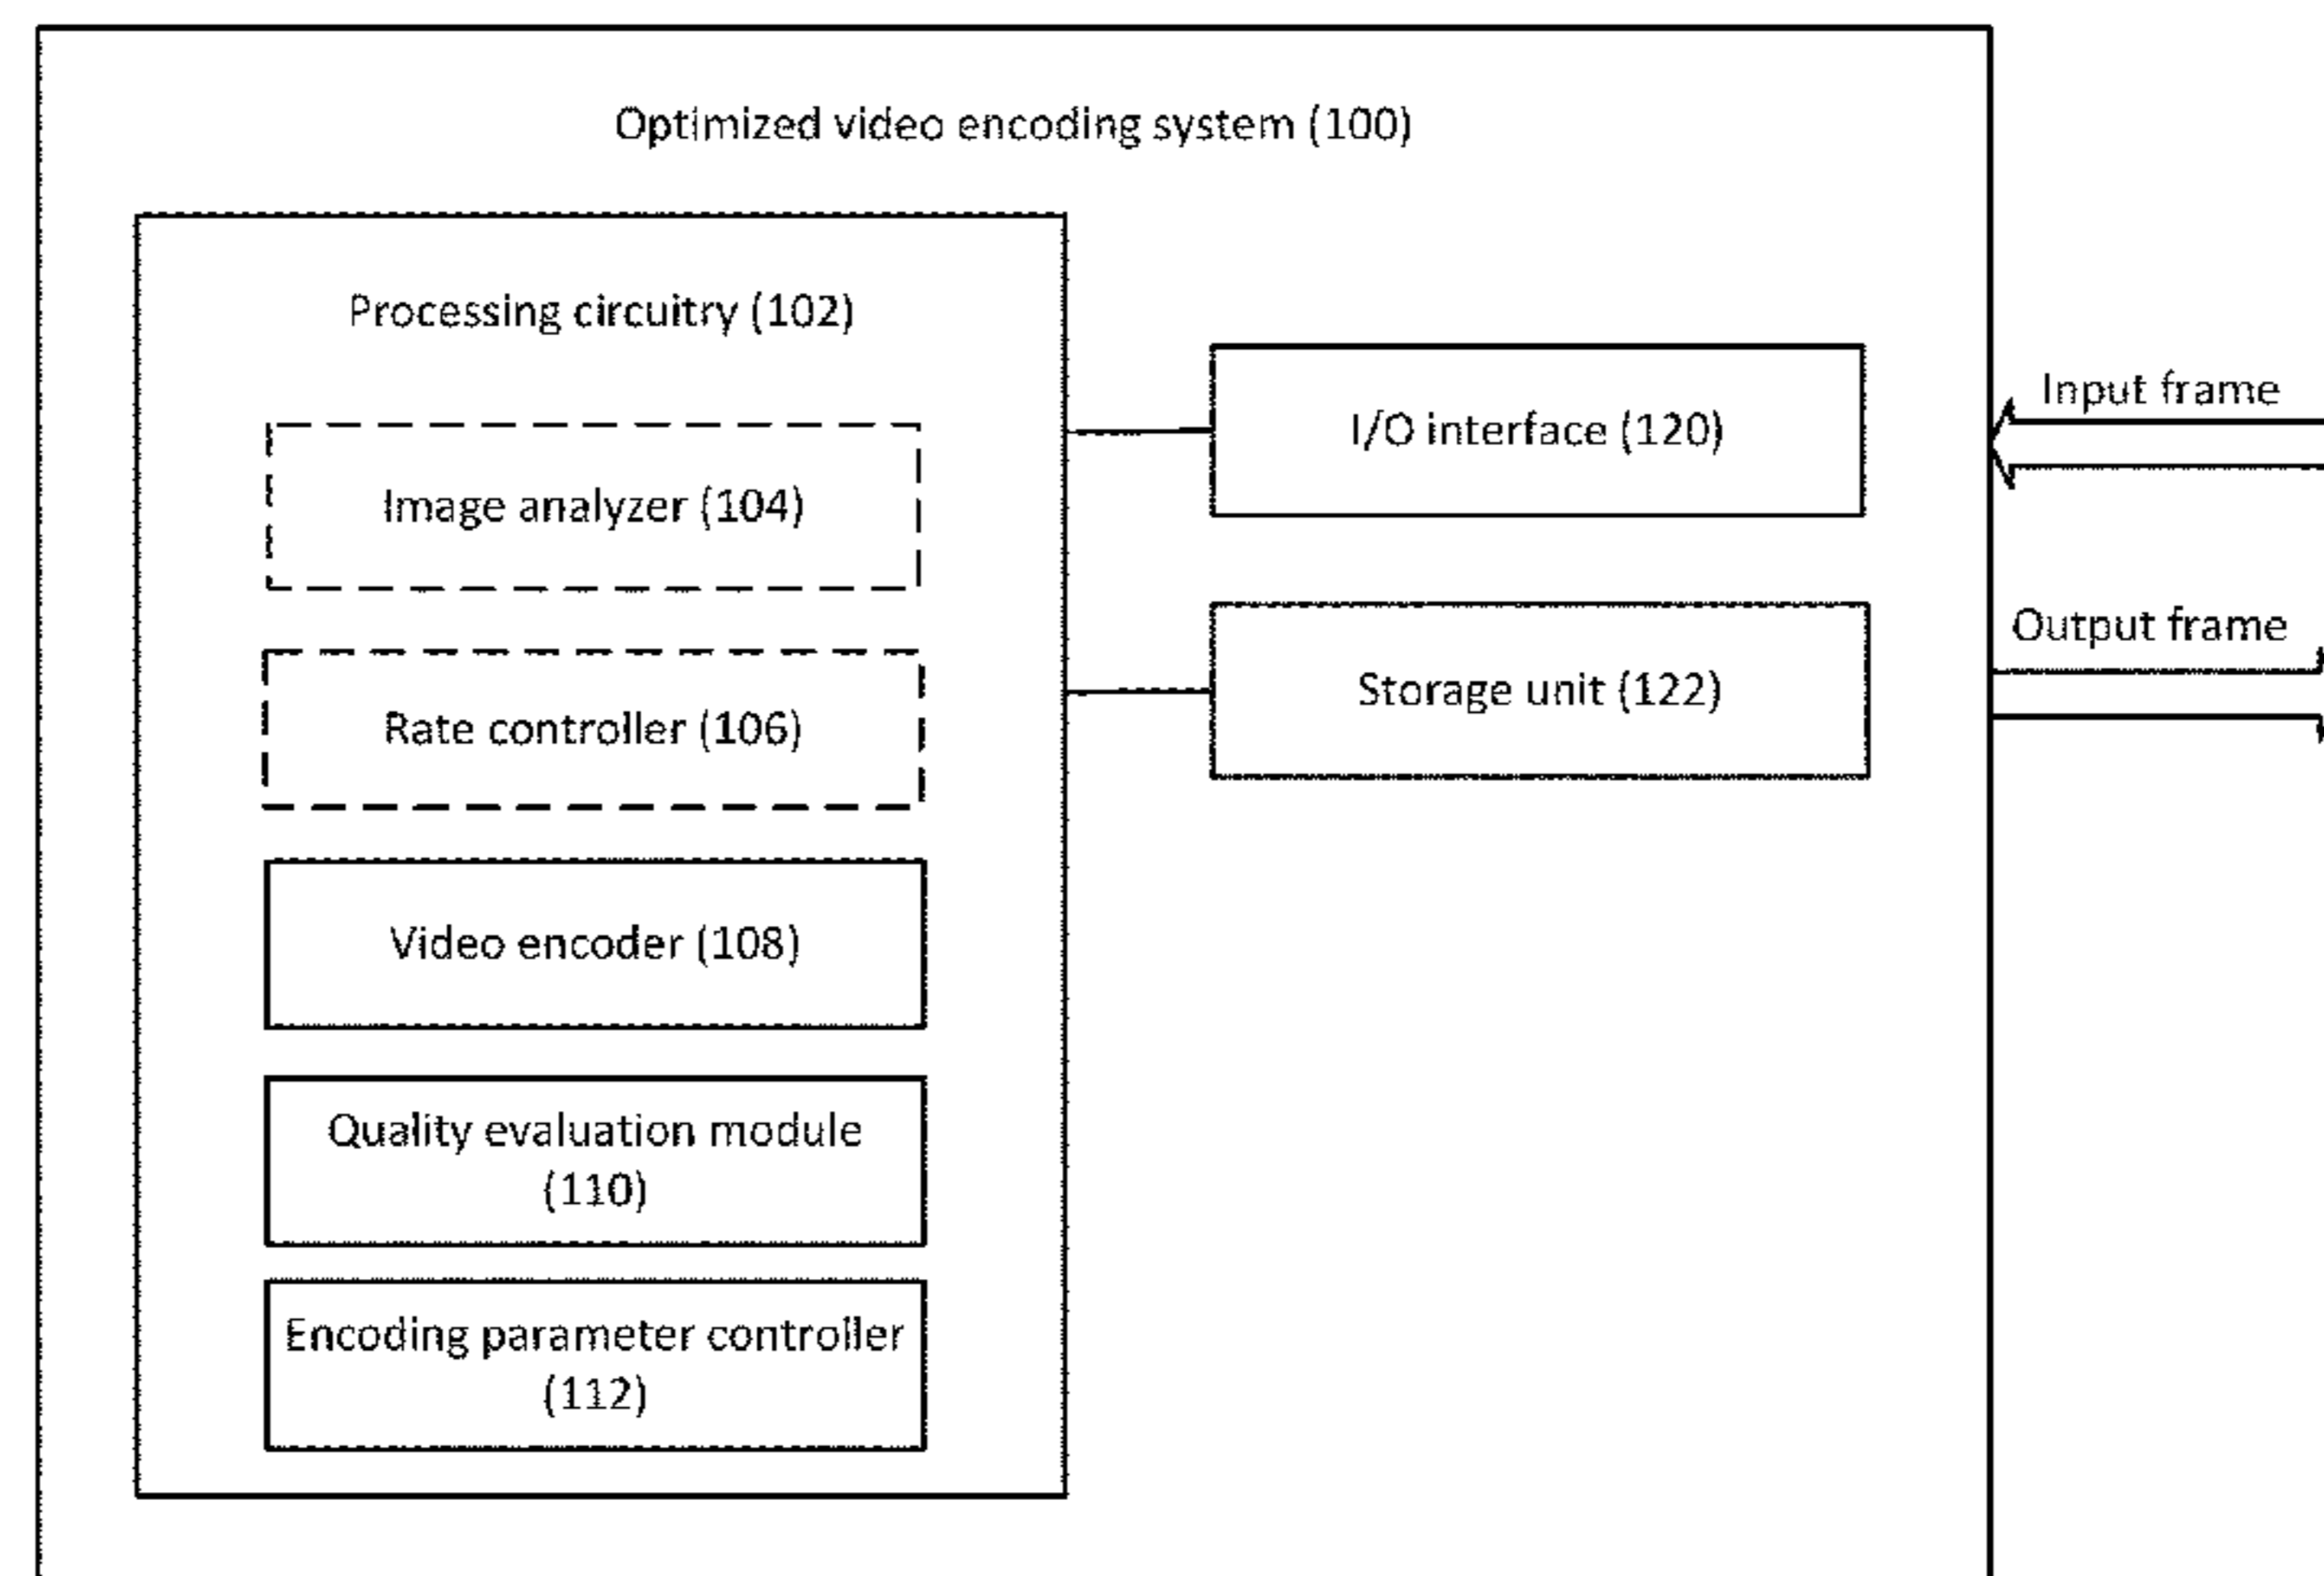 Optimized video encoding system (100)
Processing circuitry (102)
Image analyzer (104)
Rate controller (106)
Video encoder (108)
Quality evaluation module
(110)
Encoding parameter controller
(112)
I/O interface (120)
Storage unit (122)
Input frame
Output frame